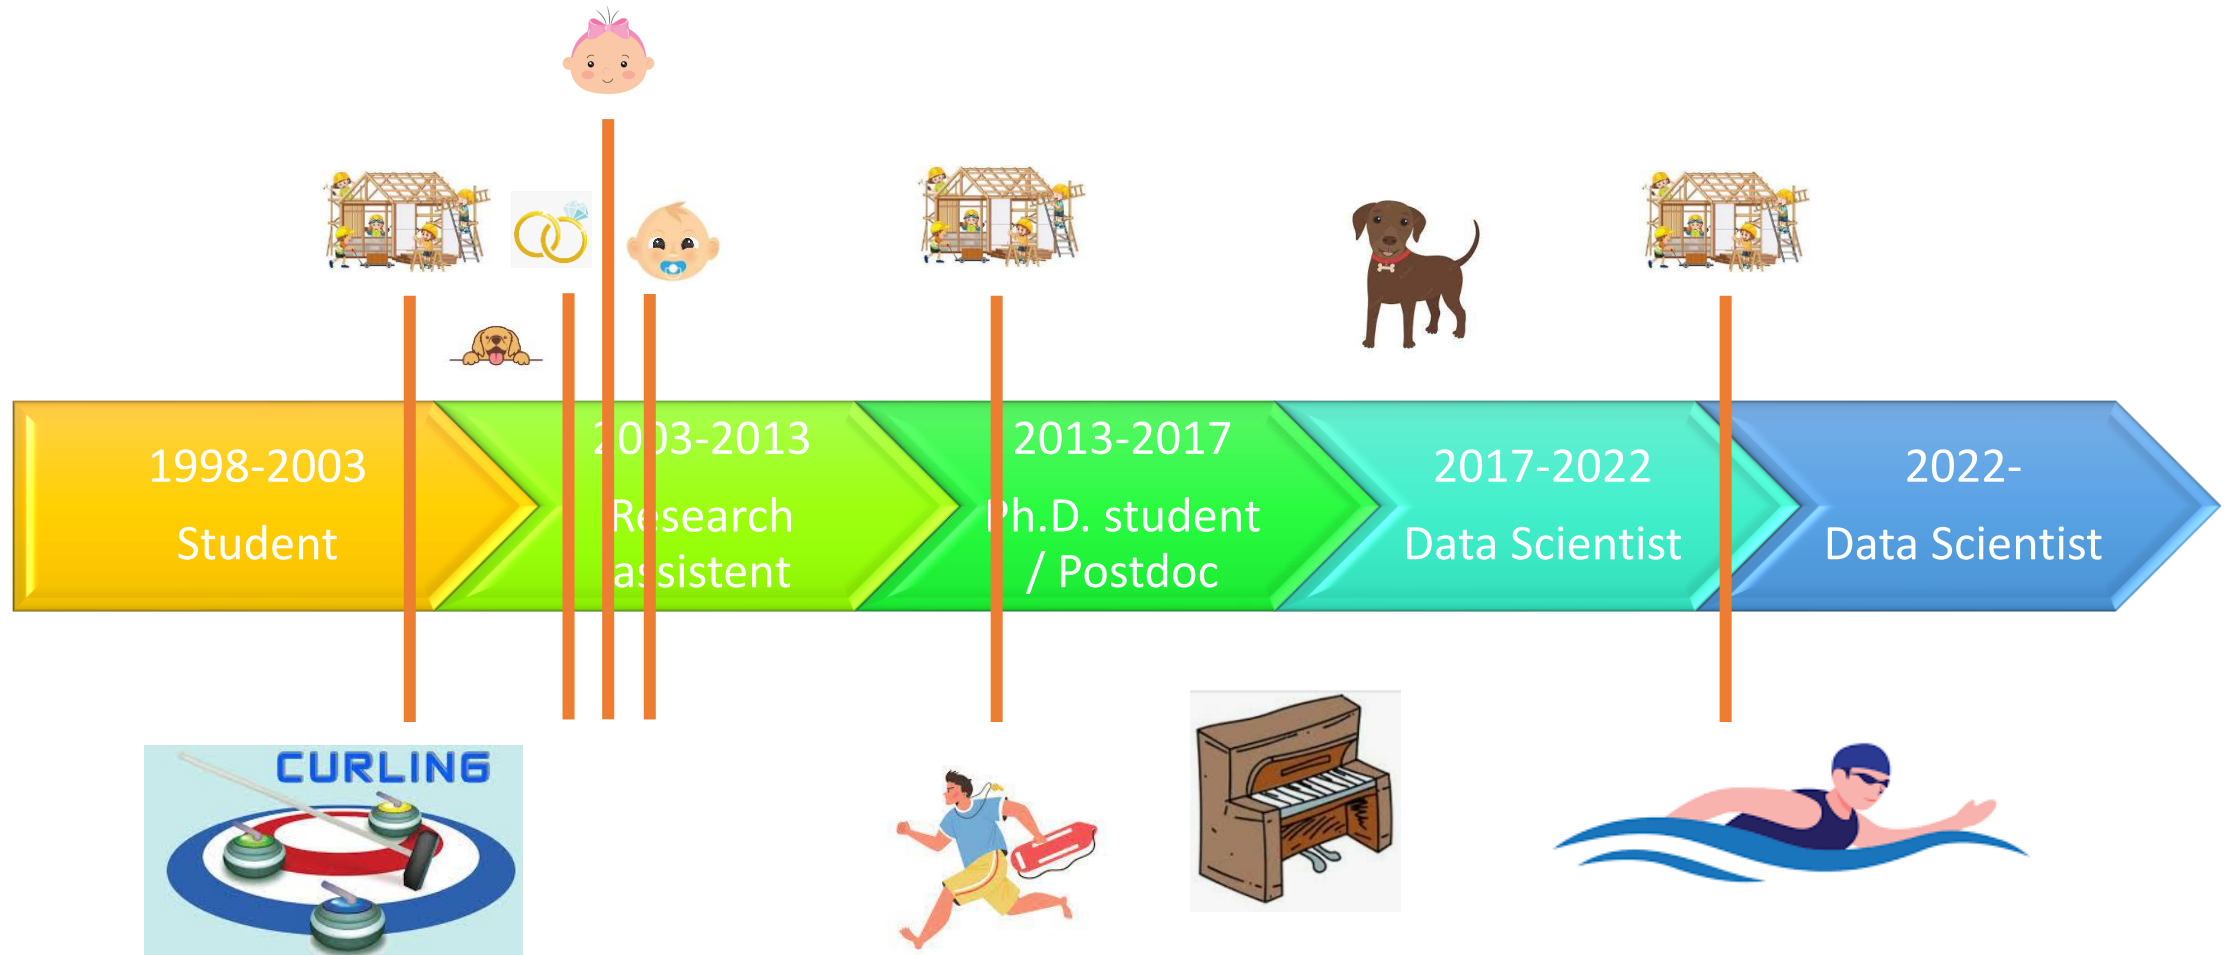 1998-2003
Student
2003-2013
Research
assistent
2013-2017
Ph.D. student
/ Postdoc
2017-2022
Data Scientist
2022-
Data Scientist
CURLING